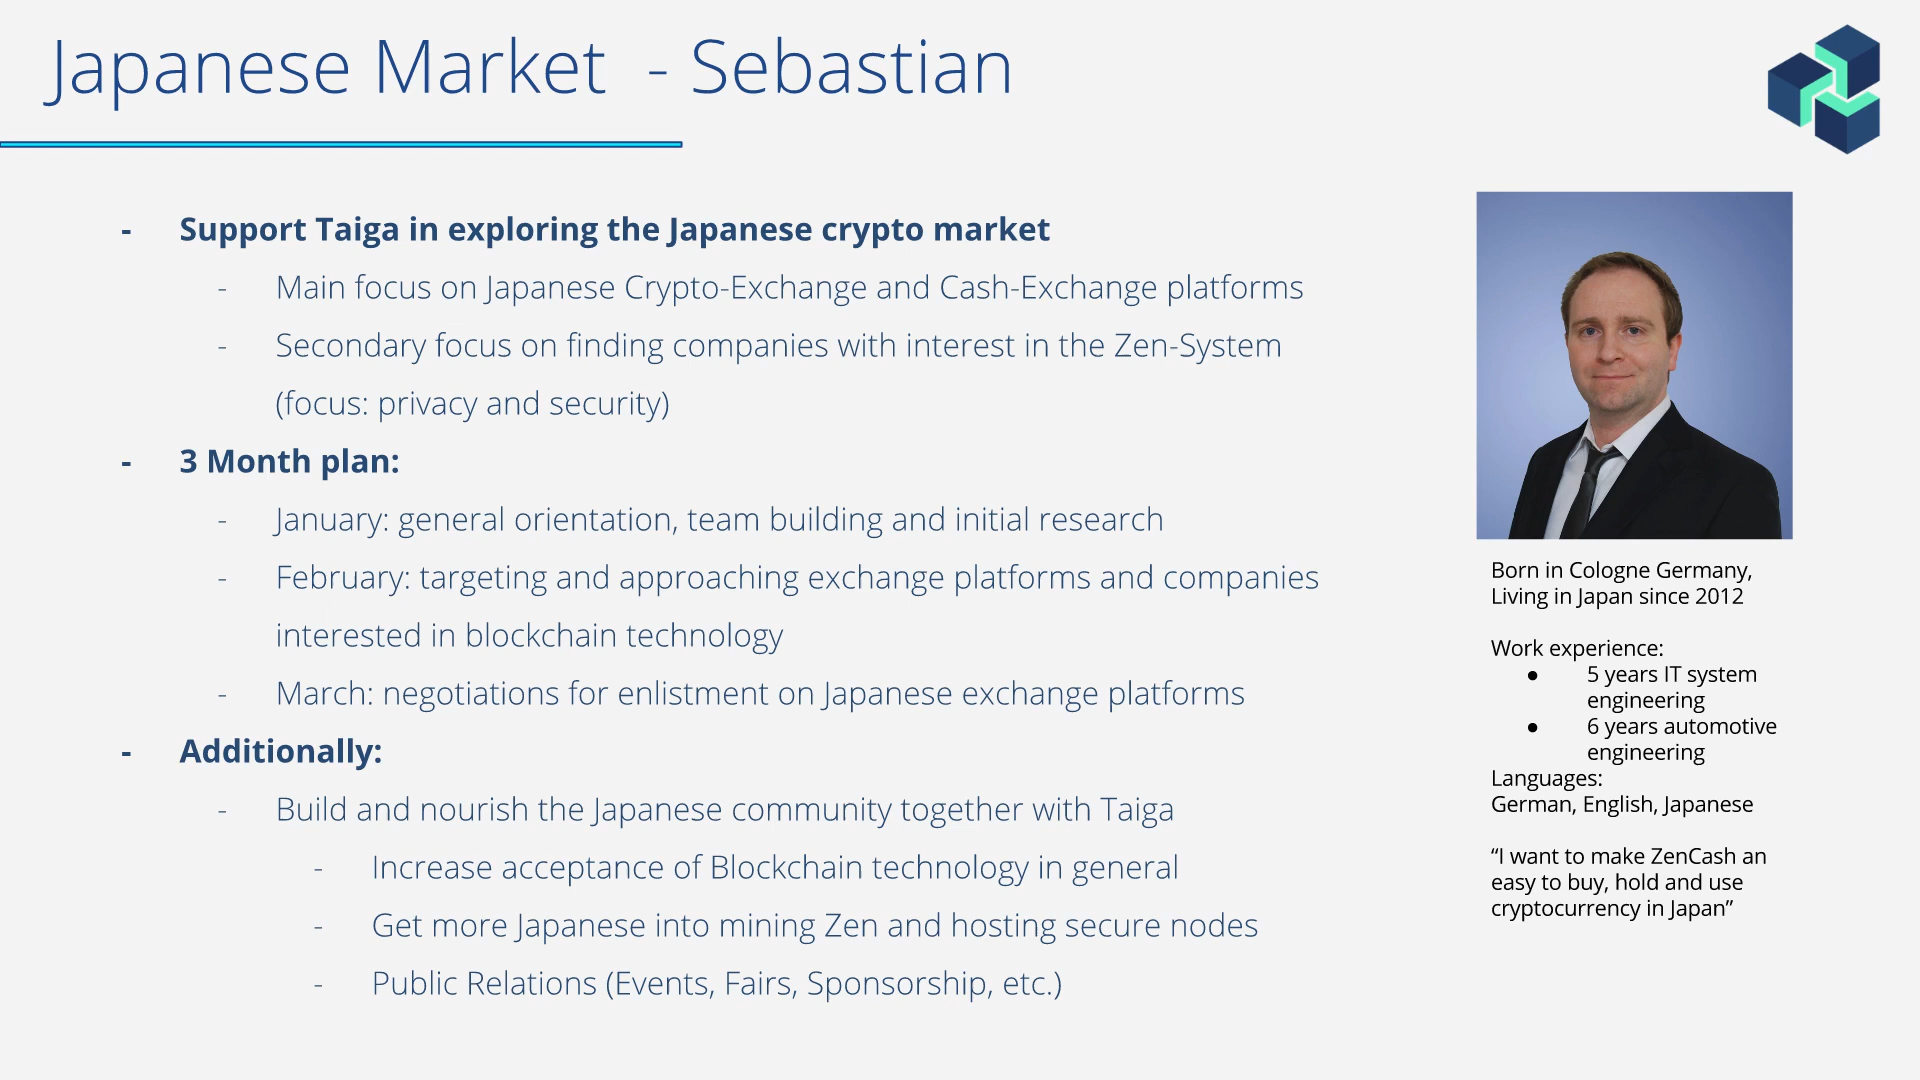 Japanese Market  - Sebastian
- Support Taiga in exploring the Japanese crypto market
- Main focus on Japanese Crypto-Exchange and Cash-Exchange platforms
- Secondary focus on finding companies with interest in the Zen-System
(focus: privacy and security)
- 3 Month plan:
- January: general orientation, team building and initial research
- February: targeting and approaching exchange platforms and companies
interested in blockchain technology
- March: negotiations for enlistment on Japanese exchange platforms
- Additionally:
- Build and nourish the Japanese community together with Taiga
- Increase acceptance of Blockchain technology in general
- Get more Japanese into mining Zen and hosting secure nodes
- Public Relations (Events, Fairs, Sponsorship, etc.)
Born in Cologne Germany,
Living in Japan since 2012
Work experience:
● 5 years IT system
engineering
● 6 years automotive
engineering
Languages:
German, English, Japanese
“I want to make ZenCash an
easy to buy, hold and use
cryptocurrency in Japan”